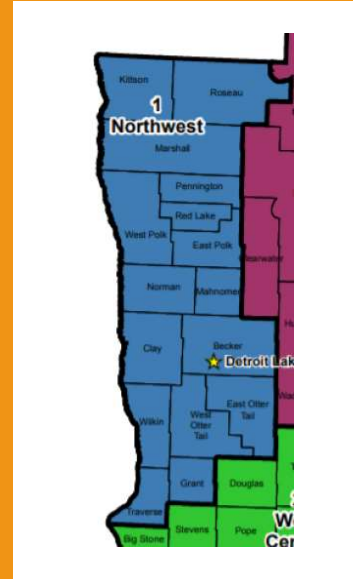 Kittson
Roseau
1
Northwest
Marshall
Pennington
Red Lake
West Polk
East Polk
Clearwater
Norman
Mahnomen
Clay
Becker
Detroit Lak
East Otter
Tail
West
Otter
Tail
Wilkin
Grant
Douglas
Traverse
Stevens
Pope
Big Stone
W
Cen